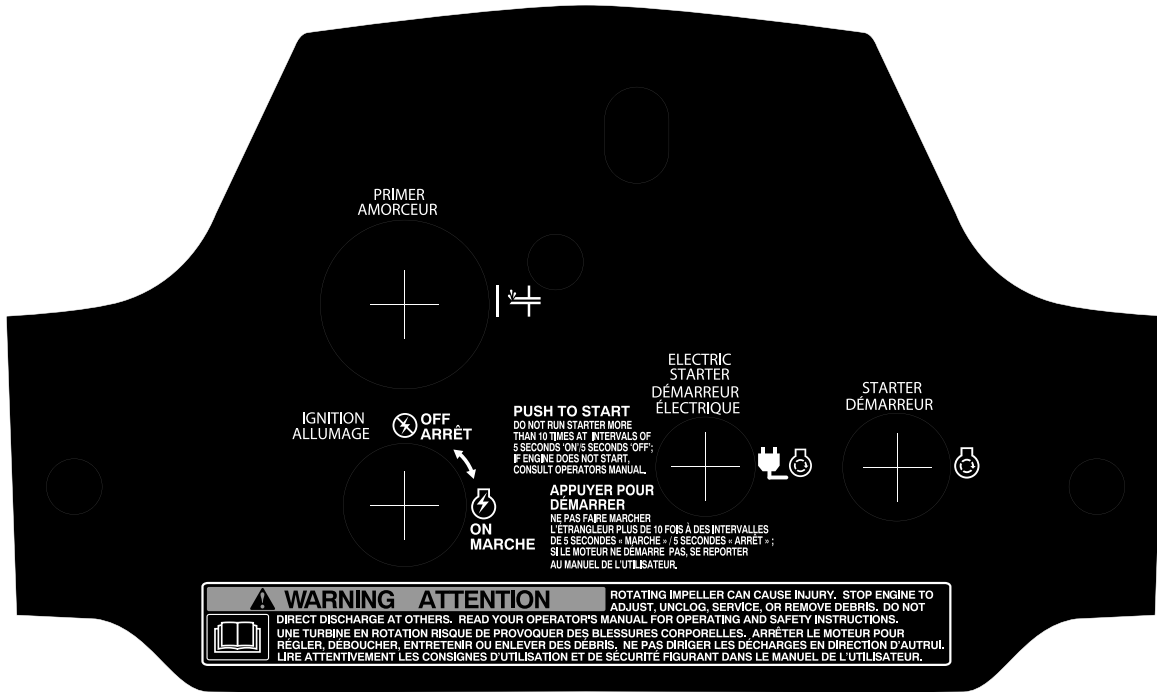 PRIMER
AMORCEUR
ELECTRIC
STARTER
DÉMARREUR
ÉLECTRIQUE
STARTER
DÉMARREUR
IGNITION
ALLUMAGE
OFF
ARRÊT
ON
MARCHE
PUSH TO START
DO NOT RUN STARTER MORE
THAN 10 TIMES AT INTERVALS OF
5 SECONDS 'ON'/5 SECONDS 'OFF';
IF ENGINE DOES NOT START,
CONSULT OPERATORS MANUAL.
APPUYER POUR
DÉMARRER
NE PAS FAIRE MARCHER
L'ÉTRANGLEUR PLUS DE 10 FOIS À DES INTERVALLES
DE 5 SECONDES « MARCHE » / 5 SECONDES « ARRÊT » ;
SI LE MOTEUR NE DÉMARRE PAS, SE REPORTER
AU MANUEL DE L'UTILISATEUR.
WARNING ATTENTION
ROTATING IMPELLER CAN CAUSE INJURY. STOP ENGINE TO
ADJUST, UNCLOG, SERVICE, OR REMOVE DEBRIS. DO NOT
DIRECT DISCHARGE AT OTHERS. READ YOUR OPERATOR'S MANUAL FOR OPERATING AND SAFETY INSTRUCTIONS.
UNE TURBINE EN ROTATION RISQUE DE PROVOQUER DES BLESSURES CORPORELLES. ARRÊTER LE MOTEUR POUR
RÉGLER, DÉBOUCHER, ENTRETENIR OU ENLEVER DES DÉBRIS. NE PAS DIRIGER LES DÉCHARGES EN DIRECTION D'AUTRUI.
LIRE ATTENTIVEMENT LES CONSIGNES D'UTILISATION ET DE SÉCURITÉ FIGURANT DANS LE MANUEL DE L'UTILISATEUR.